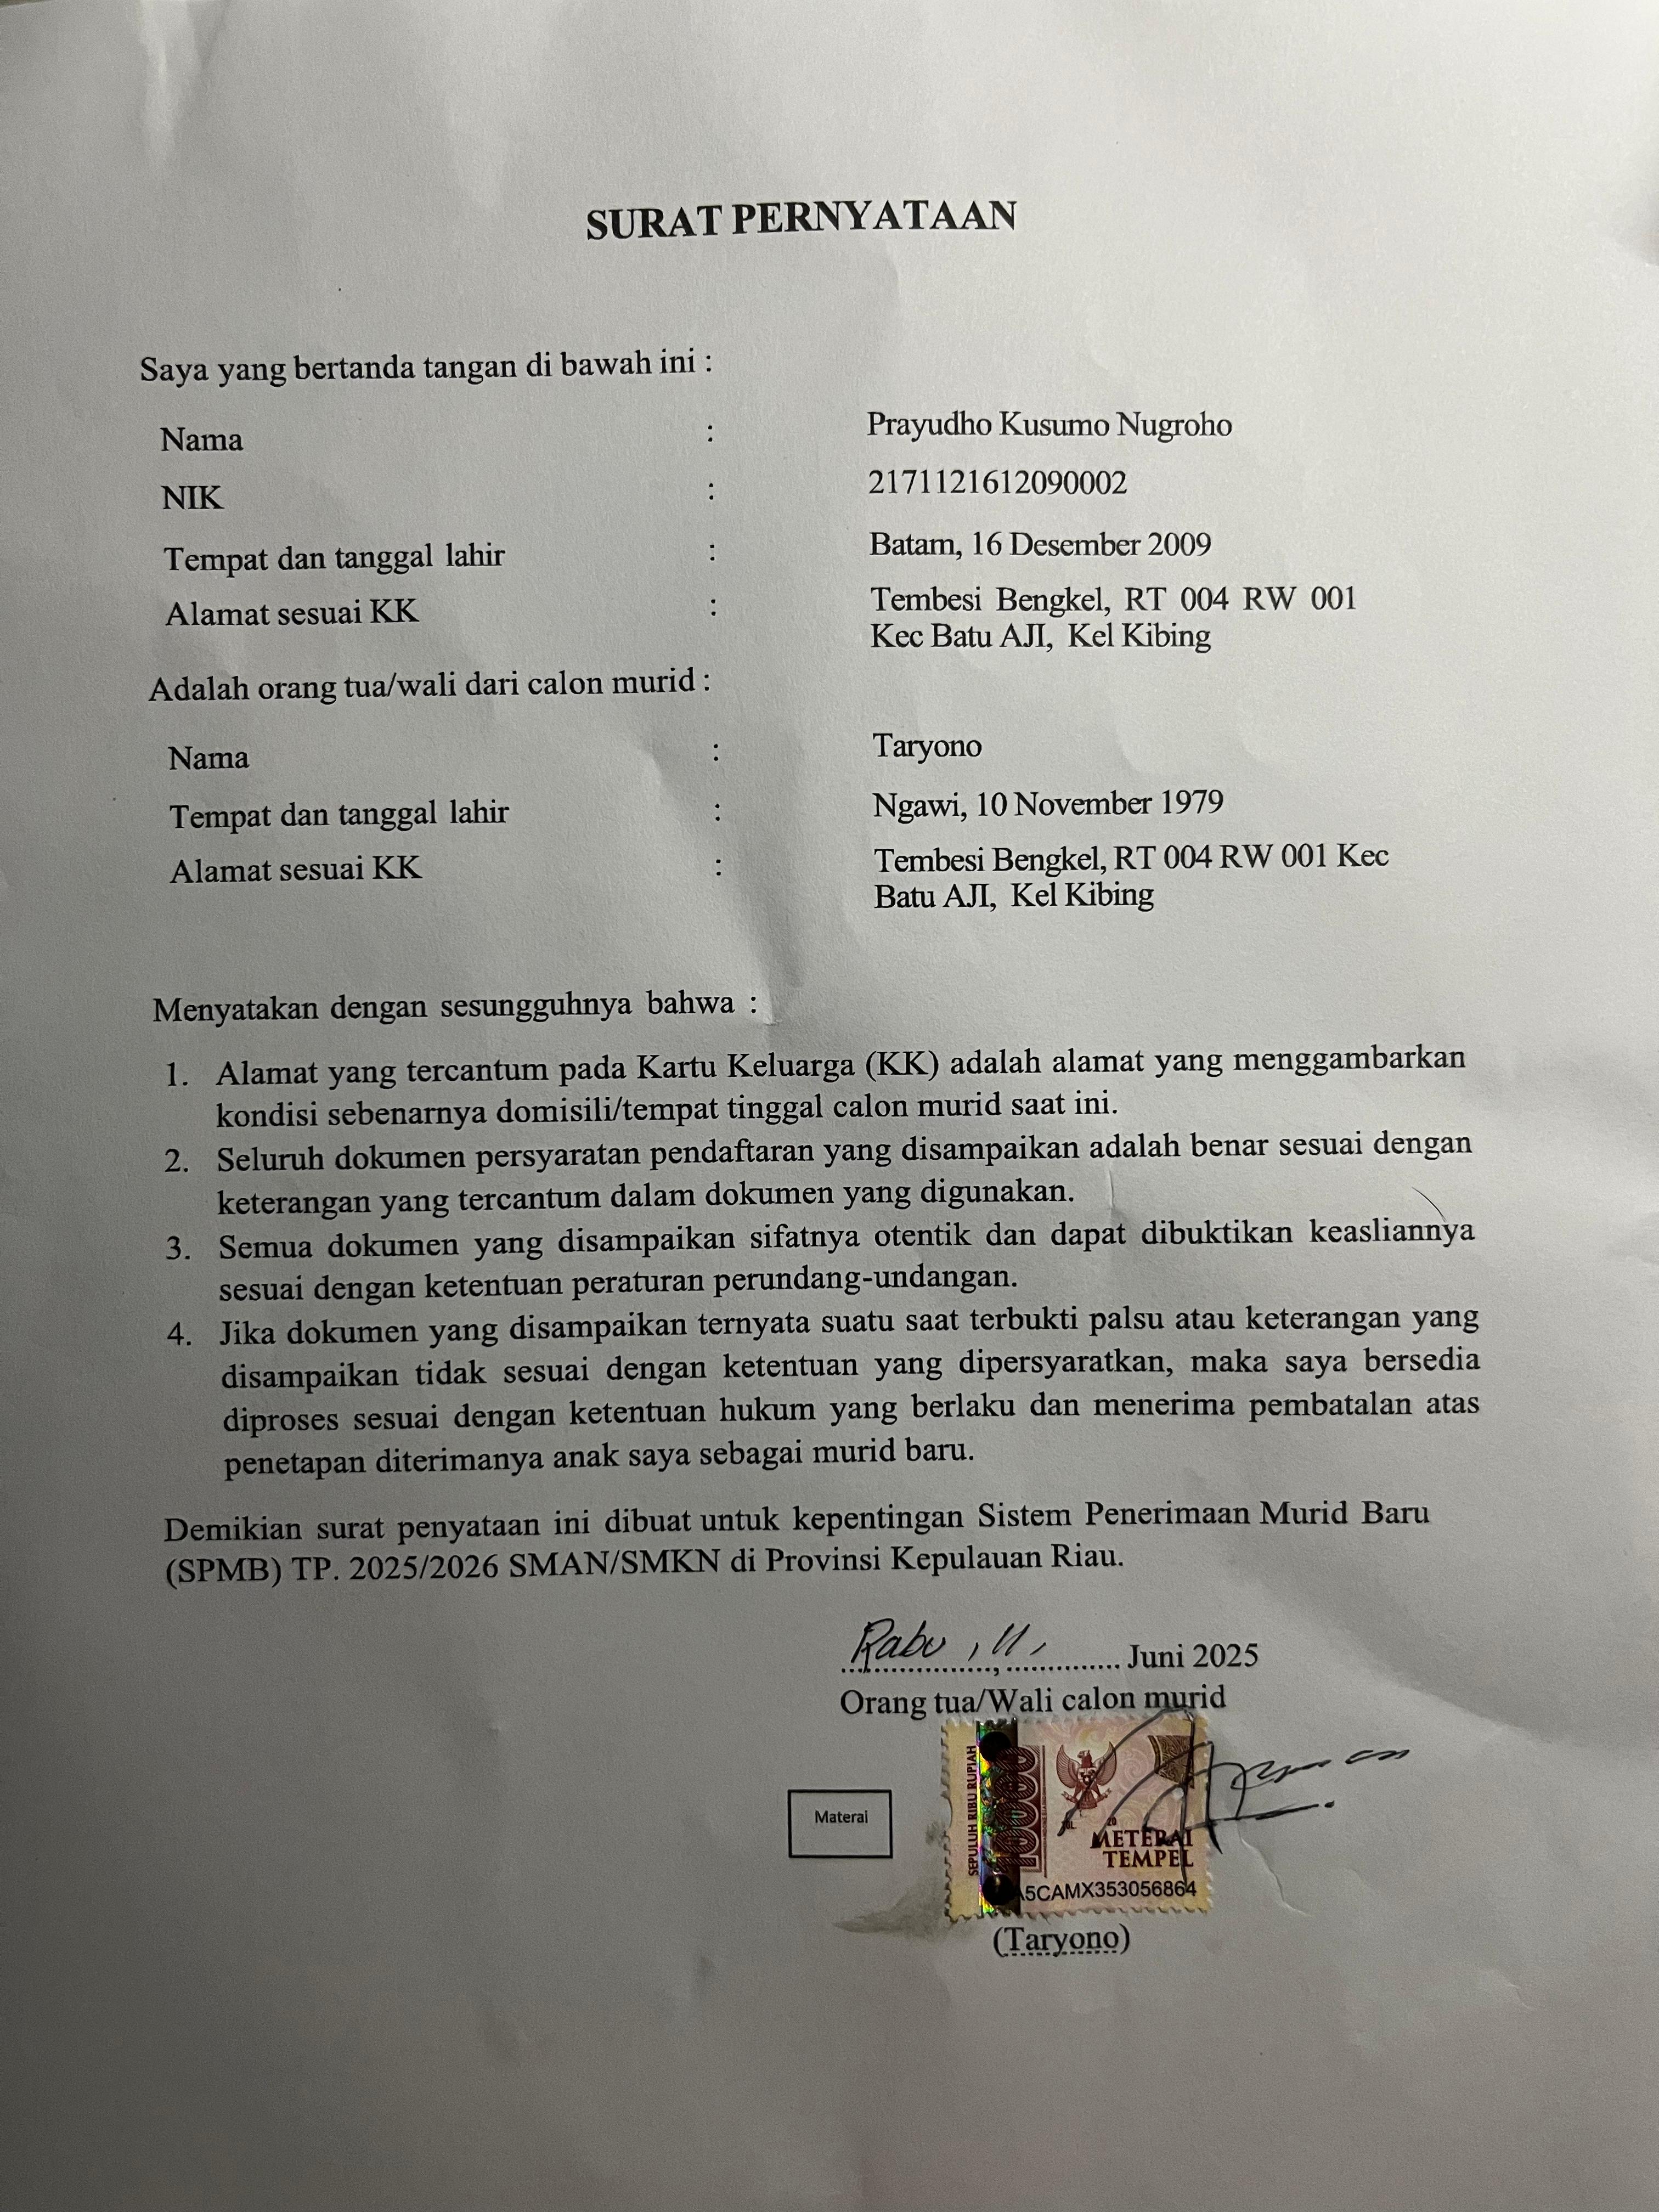 SURAT PERNYATAAN
Saya yang bertanda tangan di bawah ini :
Nama : Prayudho Kusumo Nugroho
NIK : 2171121612090002
Tempat dan tanggal lahir : Batam, 16 Desember 2009
Alamat sesuai KK : Tembesi Bengkel, RT 004 RW 001
Kec Batu AJI, Kel Kibing
Adalah orang tua/wali dari calon murid :
Nama : Taryono
Tempat dan tanggal lahir : Ngawi, 10 November 1979
Alamat sesuai KK : Tembesi Bengkel, RT 004 RW 001 Kec
Batu AJI, Kel Kibing
Menyatakan dengan sesungguhnya bahwa :
1. Alamat yang tercantum pada Kartu Keluarga (KK) adalah alamat yang menggambarkan
kondisi sebenarnya domisili/tempat tinggal calon murid saat ini.
2. Seluruh dokumen persyaratan pendaftaran yang disampaikan adalah benar sesuai dengan
keterangan yang tercantum dalam dokumen yang digunakan.
3. Semua dokumen yang disampaikan sifatnya otentik dan dapat dibuktikan keasliannya
sesuai dengan ketentuan peraturan perundang-undangan.
4. Jika dokumen yang disampaikan ternyata suatu saat terbukti palsu atau keterangan yang
disampaikan tidak sesuai dengan ketentuan yang dipersyaratkan, maka saya bersedia
diproses sesuai dengan ketentuan hukum yang berlaku dan menerima pembatalan atas
penetapan diterimanya anak saya sebagai murid baru.
Demikian surat penyataan ini dibuat untuk kepentingan Sistem Penerimaan Murid Baru
(SPMB) TP. 2025/2026 SMAN/SMKN di Provinsi Kepulauan Riau.
Rabu , 11, Juni 2025
Orang tua/Wali calon murid
Materai
SEPULUH RIBU RUPIAH
10000
TGL 20
METERAI
TEMPEL
A5CAMX353056864
(Taryono)